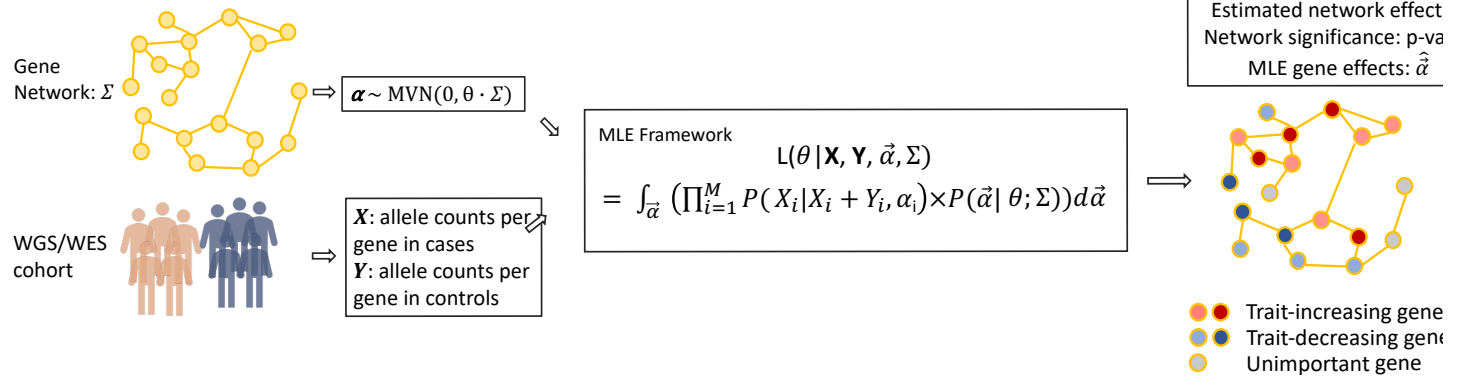 Gene
Network: Σ
𝜶 ~ MVN(0, θ · Σ)
WGS/WES
cohort
X: allele counts per
gene in cases
Y: allele counts per
gene in controls
MLE Framework
L(θ|X, Y, α⃗, Σ)
= ∫α⃗ (∏ᵢ₌₁ᴹ P( Xᵢ|Xᵢ + Yᵢ, αᵢ)×P(α⃗| θ; Σ))dα⃗
Estimated network effect
Network significance: p-va
MLE gene effects: α⃗̂
Trait-increasing gene
Trait-decreasing gene
Unimportant gene